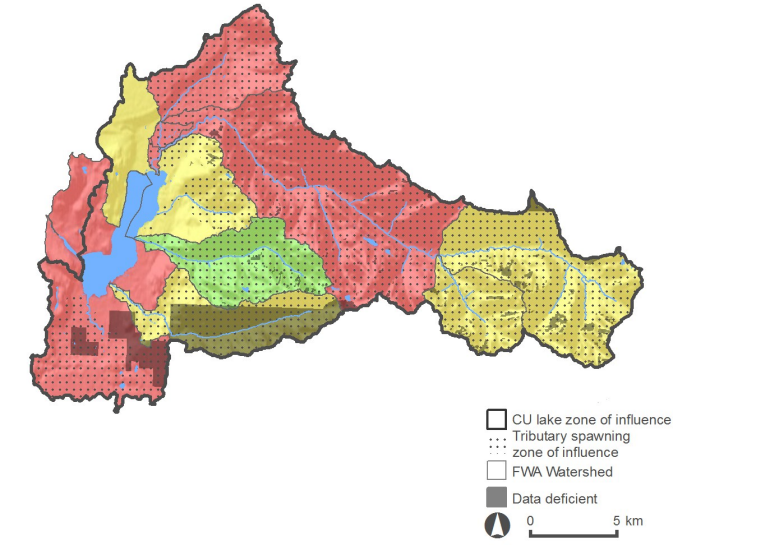 CU lake zone of influence
Tributary spawning
zone of influence
FWA Watershed
Data deficient
0 5 km